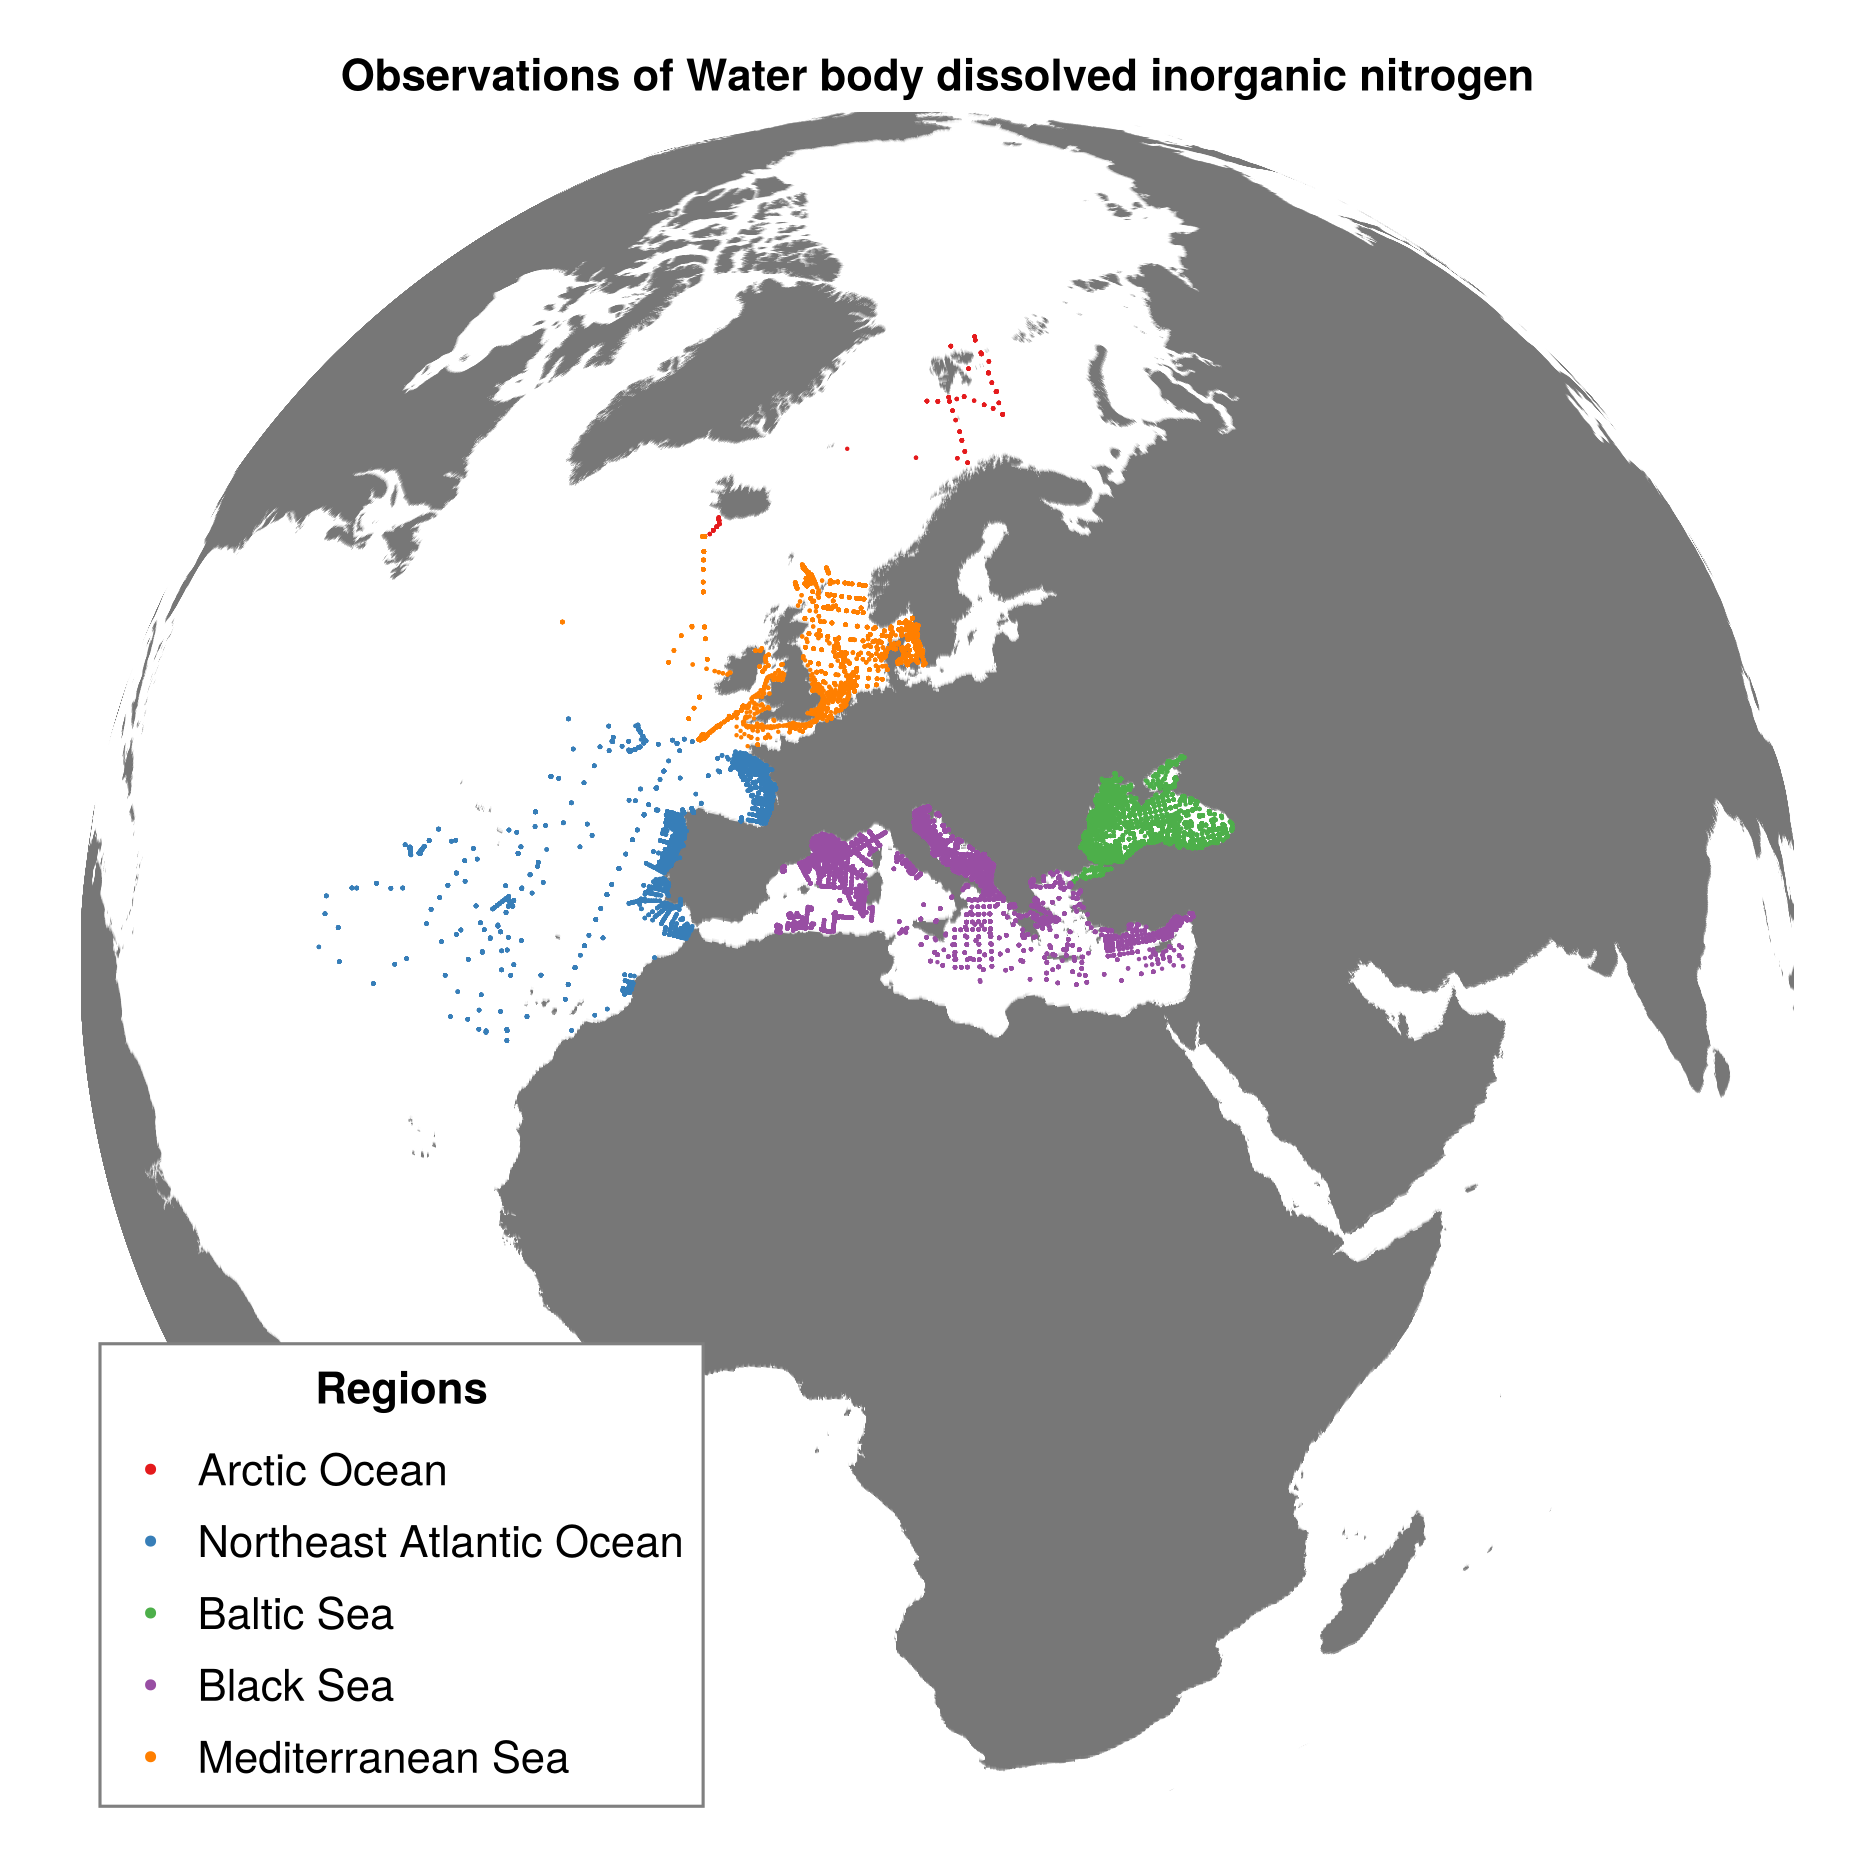 Observations of Water body dissolved inorganic nitrogen
Regions
Arctic Ocean
Northeast Atlantic Ocean
Baltic Sea
Black Sea
Mediterranean Sea